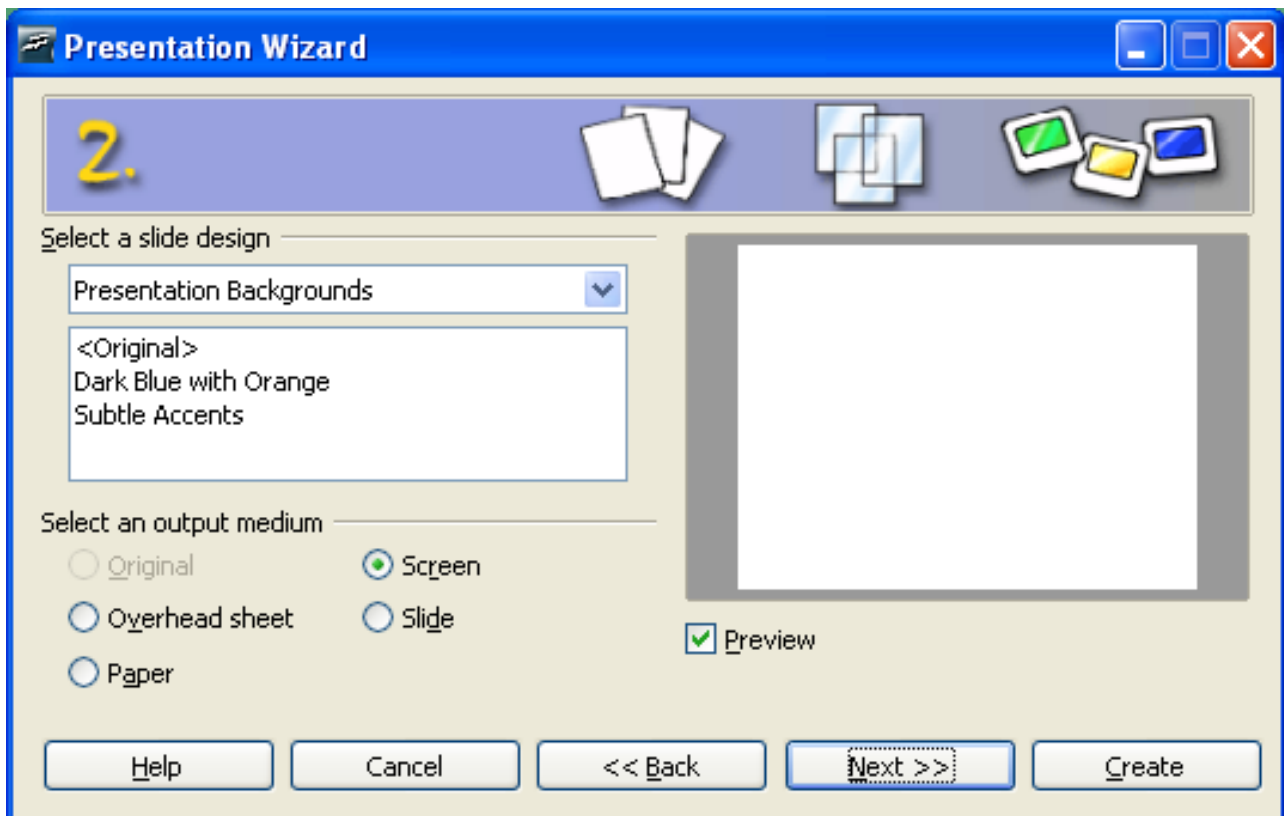 Presentation Wizard
2.
Select a slide design
Presentation Backgrounds
<Original>
Dark Blue with Orange
Subtle Accents
Select an output medium
Original
Screen
Overhead sheet
Slide
Paper
Preview
Help
Cancel
<< Back
Next >>
Create